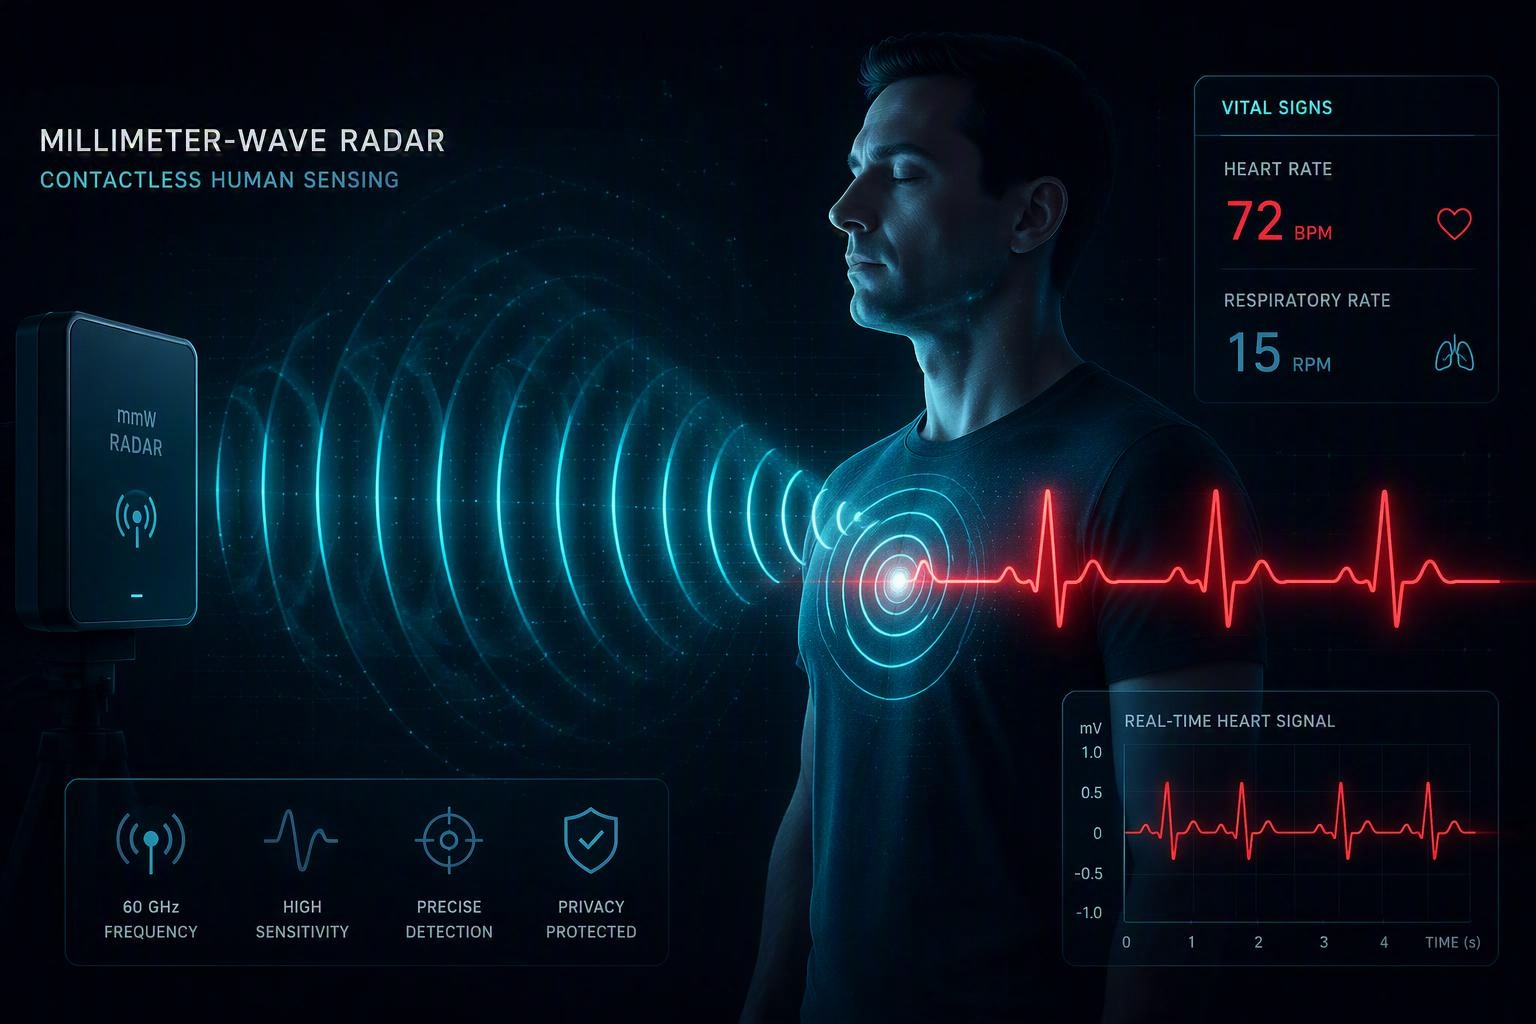 MILLIMETER-WAVE RADAR
CONTACTLESS HUMAN SENSING
mmW
RADAR
VITAL SIGNS
HEART RATE
72 BPM
RESPIRATORY RATE
15 RPM
60 GHz
FREQUENCY
HIGH
SENSITIVITY
PRECISE
DETECTION
PRIVACY
PROTECTED
REAL-TIME HEART SIGNAL
mV
1.0
0.5
0
-0.5
-1.0
0 1 2 3 4 TIME (s)